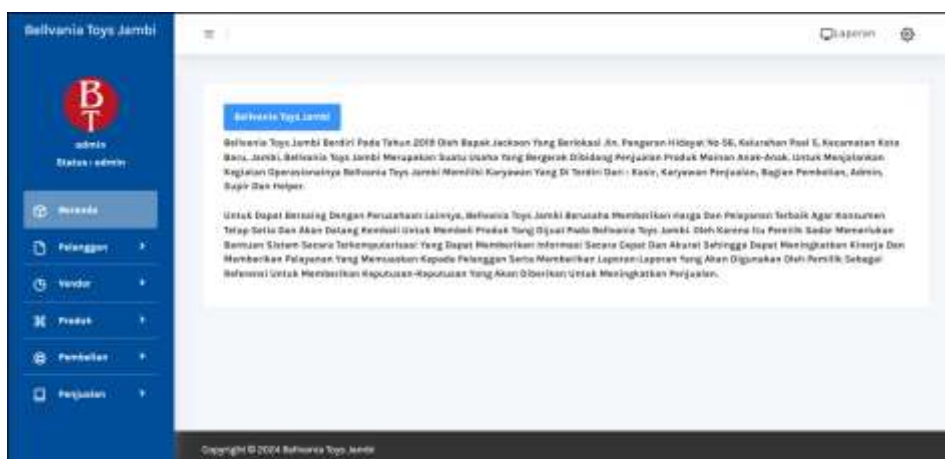 Bellvania Toys Jambi
Laporan
BT
admin
Status : admin
Beranda
Pelanggan
Vendor
Produk
Pembelian
Penjualan
Bellvania Toys Jambi
Bellvania Toys Jambi Berdiri Pada Tahun 2019 Oleh Bapak Jackson Yang Berlokasi Jln. Pangeran Hidayat No 56, Kelurahan Paal 5, Kecamatan Kota
Baru, Jambi. Bellvania Toys Jambi Merupakan Suatu Usaha Yang Bergerak Dibidang Penjualan Produk Mainan Anak-Anak. Untuk Menjalankan
Kegiatan Operasionalnya Bellvania Toys Jambi Memiliki Karyawan Yang Di Terdiri Dari : Kasir, Karyawan Penjualan, Bagian Pembelian, Admin,
Supir Dan Helper.
Untuk Dapat Bersaing Dengan Perusahaan Lainnya, Bellvania Toys Jambi Berusaha Memberikan Harga Dan Pelayanan Terbaik Agar Konsumen
Tetap Setia Dan Akan Datang Kembali Untuk Membeli Produk Yang Dijual Pada Bellvania Toys Jambi. Oleh Karena Itu Pemilik Sadar Memerlukan
Bantuan Sistem Secara Terkomputerisasi Yang Dapat Memberikan Informasi Secara Cepat Dan Akurat Sehingga Dapat Meningkatkan Kinerja Dan
Memberikan Pelayanan Yang Memuaskan Kepada Pelanggan Serta Memberikan Laporan-Laporan Yang Akan Digunakan Oleh Pemilik Sebagai
Referensi Untuk Memberikan Keputusan-Keputusan Yang Akan Diberikan Untuk Meningkatkan Penjualan.
Copyright © 2024 Bellvania Toys Jambi